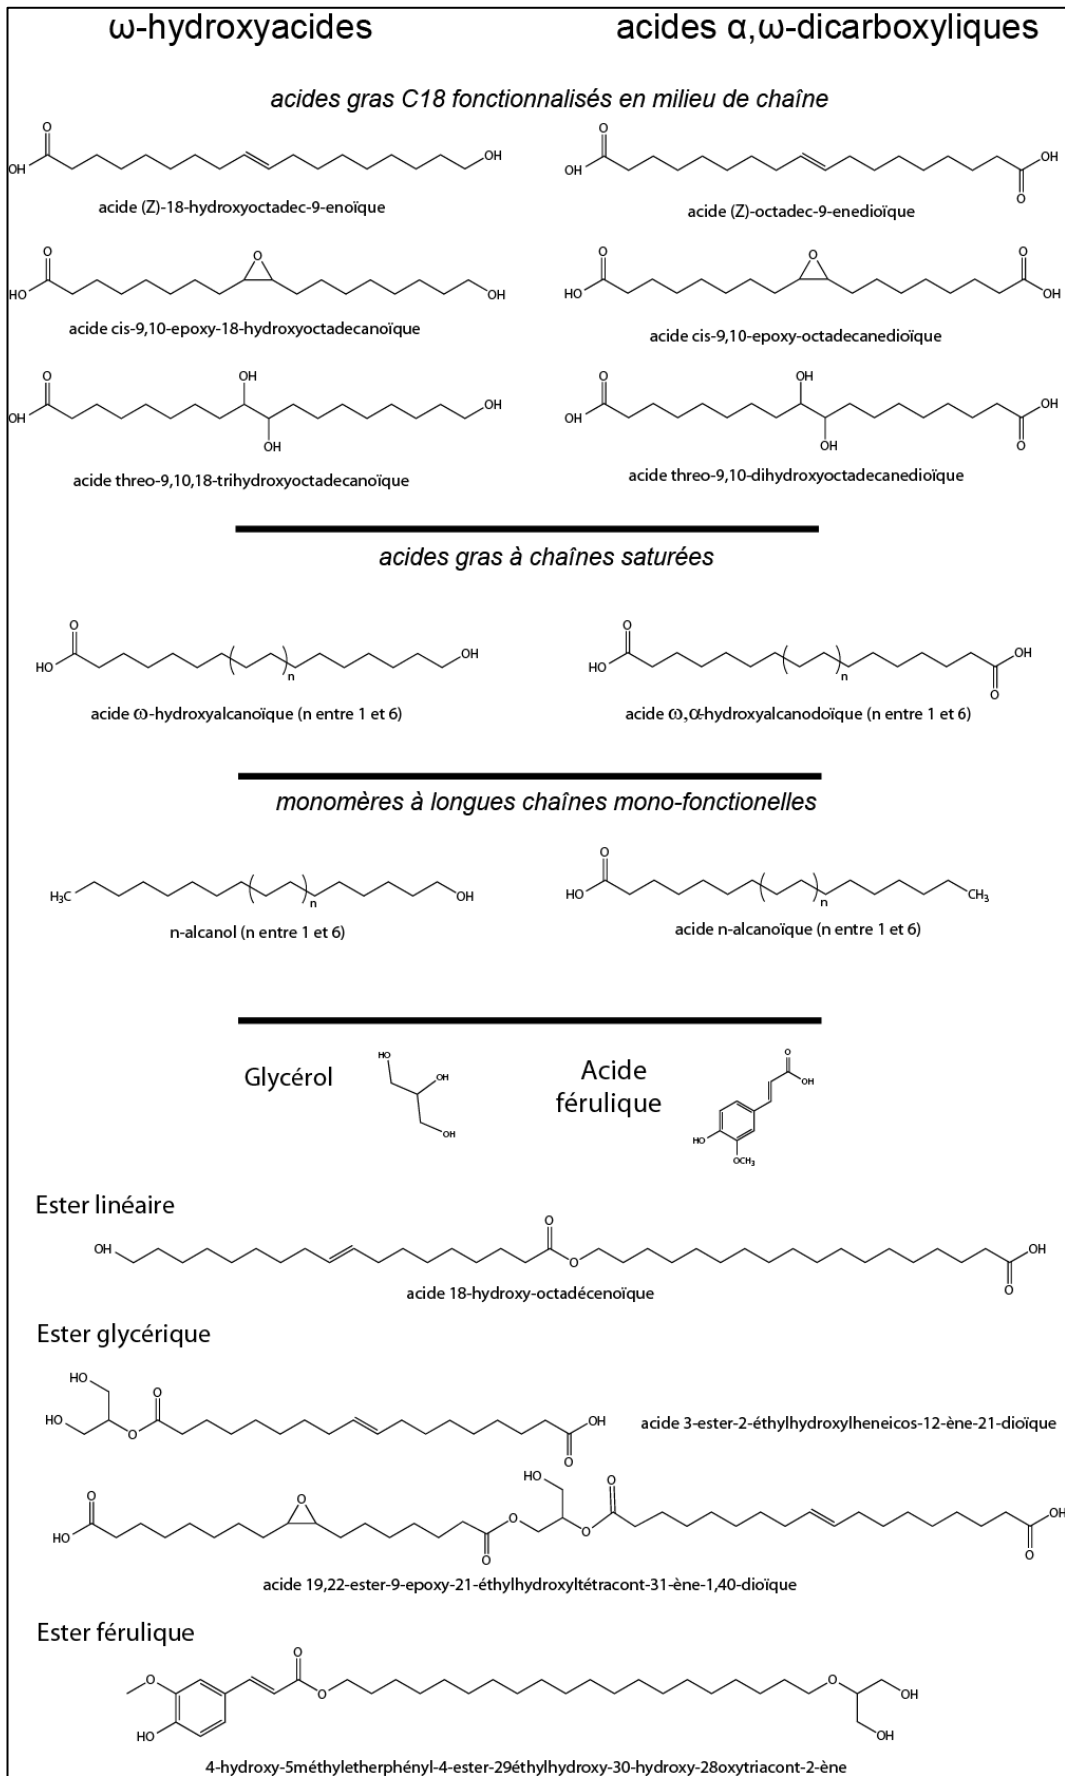 ω-hydroxyacides
acides α,ω-dicarboxyliques
acides gras C18 fonctionnalisés en milieu de chaîne
O
OH
OH
acide (Z)-18-hydroxyoctadec-9-enoïque
O
OH
OH
O
acide (Z)-octadec-9-enedioïque
O
O
HO
OH
acide cis-9,10-epoxy-18-hydroxyoctadecanoïque
O
O
O
HO
OH
acide cis-9,10-epoxy-octadecanedioïque
O
OH
OH
OH
OH
acide threo-9,10,18-trihydroxyoctadecanoïque
O
OH
OH
OH
OH
O
acide threo-9,10-dihydroxyoctadecanedioïque
acides gras à chaînes saturées
O
HO
n
OH
acide ω-hydroxyalcanoïque (n entre 1 et 6)
O
HO
n
OH
O
acide ω,α-hydroxyalcanodoïque (n entre 1 et 6)
monomères à longues chaînes mono-fonctionelles
H₃C
n
OH
n-alcanol (n entre 1 et 6)
O
HO
n
CH₃
acide n-alcanoïque (n entre 1 et 6)
Glycérol
HO
OH
OH
Acide
férulique
O
OH
HO
OCH₃
Ester linéaire
OH
O
O
OH
O
acide 18-hydroxy-octadécenoïque
Ester glycérique
HO
HO
O
O
OH
O
acide 3-ester-2-éthylhydroxylheneicos-12-ène-21-dioïque
O
HO
O
O
O
HO
O
O
OH
O
acide 19,22-ester-9-epoxy-21-éthylhydroxyltétracont-31-ène-1,40-dioïque
Ester férulique
O
HO
O
O
O
OH
OH
4-hydroxy-5méthyletherphényl-4-ester-29éthylhydroxy-30-hydroxy-28oxytriacont-2-ène